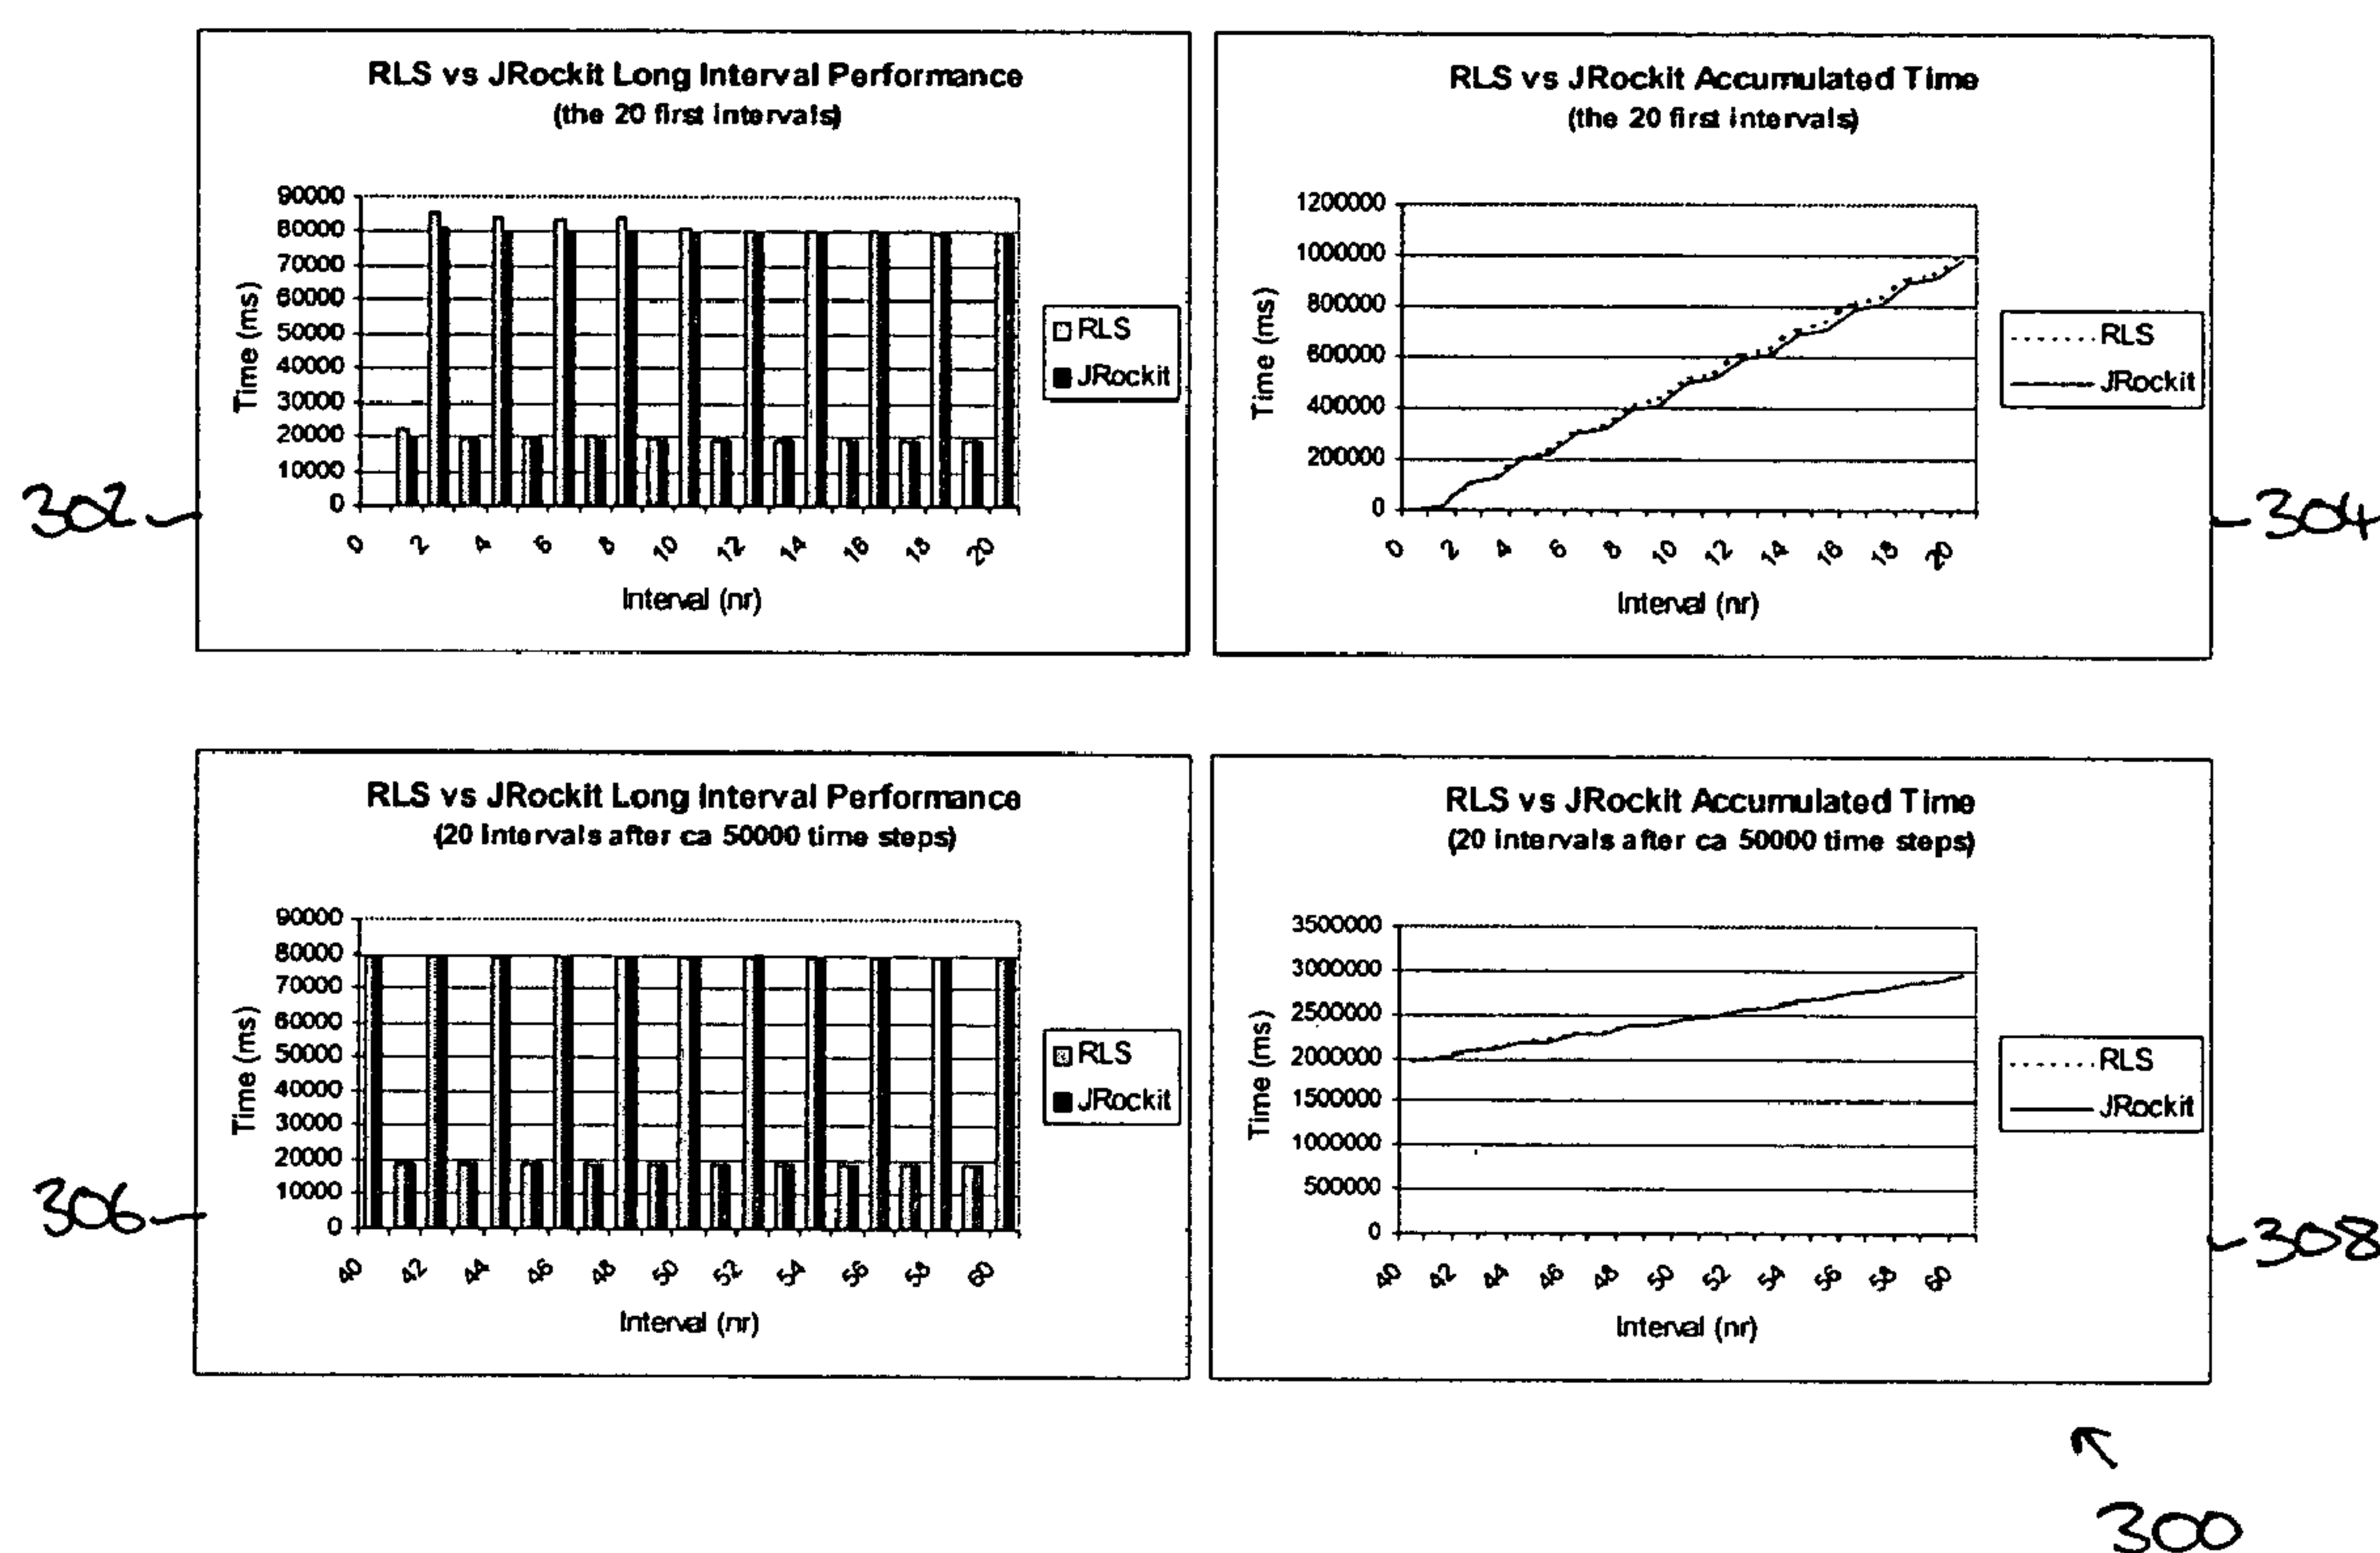 RLS vs JRockit Long Interval Performance
(the 20 first intervals)
90000
80000
70000
60000
50000
40000
30000
20000
10000
0
Time (ms)
0 2 4 6 8 10 12 14 16 18 20
Interval (nr)
RLS
JRockit
302
RLS vs JRockit Accumulated Time
(the 20 first intervals)
1200000
1000000
800000
600000
400000
200000
0
Time (ms)
0 2 4 6 8 10 12 14 16 18 20
Interval (nr)
RLS
JRockit
304
RLS vs JRockit Long Interval Performance
(20 intervals after ca 50000 time steps)
90000
80000
70000
60000
50000
40000
30000
20000
10000
0
Time (ms)
40 42 44 46 48 50 52 54 56 58 60
Interval (nr)
RLS
JRockit
306
RLS vs JRockit Accumulated Time
(20 intervals after ca 50000 time steps)
3500000
3000000
2500000
2000000
1500000
1000000
500000
0
Time (ms)
40 42 44 46 48 50 52 54 56 58 60
Interval (nr)
RLS
JRockit
308
300